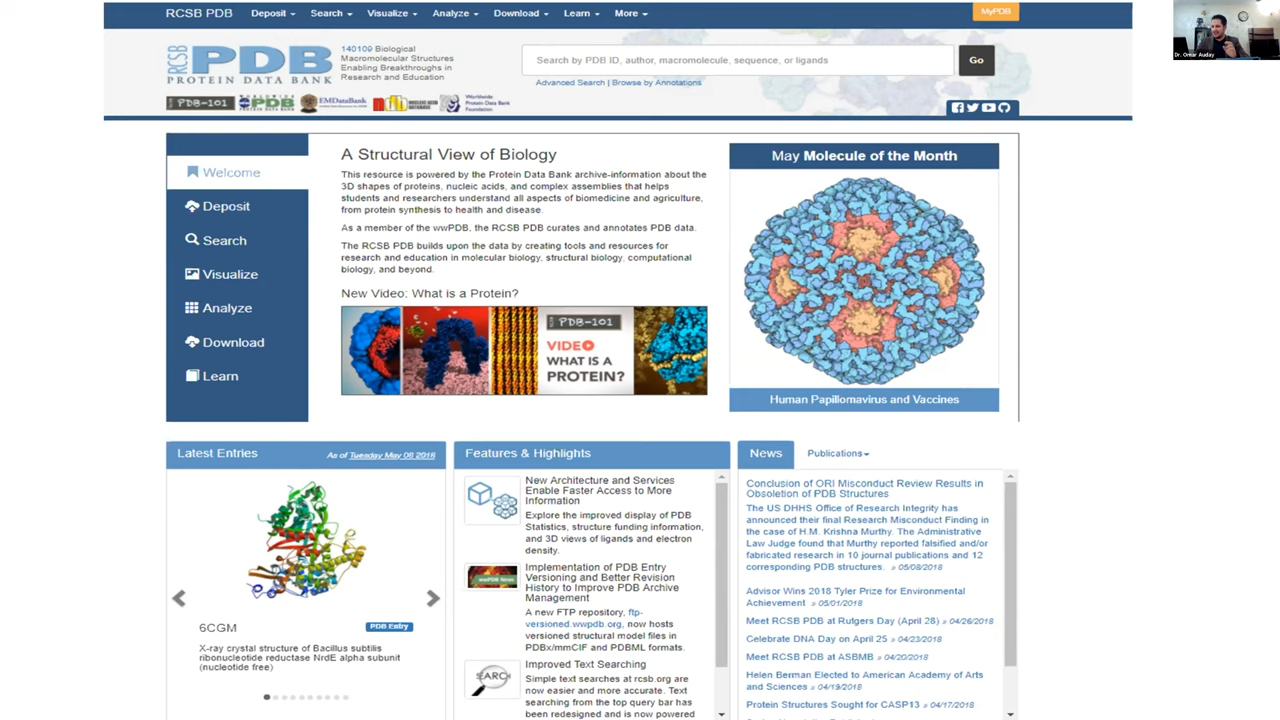 RCSB PDB Deposit Search Visualize Analyze Download Learn More MyPDB
Dr. Omar Auday
RCSB PDB
PROTEIN DATA BANK
140109 Biological
Macromolecular Structures
Enabling Breakthroughs in
Research and Education
Search by PDB ID, author, macromolecule, sequence, or ligands
Go
Advanced Search | Browse by Annotations
PDB-101
WORLDWIDE PDB
EMDataBank
NUCLEIC ACID DATABASE
Worldwide
Protein Data Bank
Foundation
Welcome
Deposit
Search
Visualize
Analyze
Download
Learn
A Structural View of Biology
This resource is powered by the Protein Data Bank archive-information about the
3D shapes of proteins, nucleic acids, and complex assemblies that helps
students and researchers understand all aspects of biomedicine and agriculture,
from protein synthesis to health and disease.
As a member of the wwPDB, the RCSB PDB curates and annotates PDB data.
The RCSB PDB builds upon the data by creating tools and resources for
research and education in molecular biology, structural biology, computational
biology, and beyond.
New Video: What is a Protein?
PDB-101
VIDEO
WHAT IS A
PROTEIN?
May Molecule of the Month
Human Papillomavirus and Vaccines
Latest Entries As of Tuesday May 08 2018
6CGM PDB Entry
X-ray crystal structure of Bacillus subtilis
ribonucleotide reductase NrdE alpha subunit
(nucleotide free)
Features & Highlights
New Architecture and Services
Enable Faster Access to More
Information
Explore the improved display of PDB
Statistics, structure funding information,
and 3D views of ligands and electron
density.
wwPDB News
Implementation of PDB Entry
Versioning and Better Revision
History to Improve PDB Archive
Management
A new FTP repository, ftp-
versioned.wwpdb.org, now hosts
versioned structural model files in
PDBx/mmCIF and PDBML formats.
SEARC
Improved Text Searching
Simple text searches at rcsb.org are
now easier and more accurate. Text
searching from the top query bar
has been redesigned and is now powered
News Publications
Conclusion of ORI Misconduct Review Results in
Obsoletion of PDB Structures
The US DHHS Office of Research Integrity has
announced their final Research Misconduct Finding in
the case of H.M. Krishna Murthy. The Administrative
Law Judge found that Murthy reported falsified and/or
fabricated research in 10 journal publications and 12
corresponding PDB structures. » 05/08/2018
Advisor Wins 2018 Tyler Prize for Environmental
Achievement » 05/01/2018
Meet RCSB PDB at Rutgers Day (April 28) » 04/26/2018
Celebrate DNA Day on April 25 » 04/23/2018
Meet RCSB PDB at ASBMB » 04/20/2018
Helen Berman Elected to American Academy of Arts
and Sciences » 04/19/2018
Protein Structures Sought for CASP13 » 04/17/2018